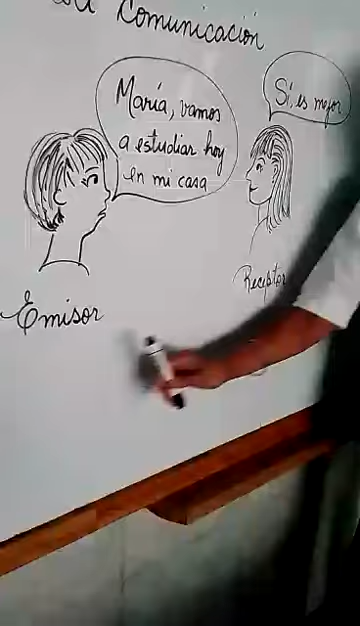 Comunicación
María, vamos
a estudiar hoy
en mi casa
Sí, es mejor
Emisor
Receptor